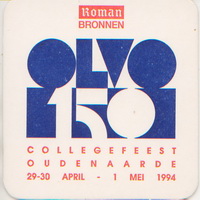 Roman
BRONNEN
OLVO
150
COLLEGEFEEST
OUDENAARDE
29-30 APRIL - 1 MEI 1994